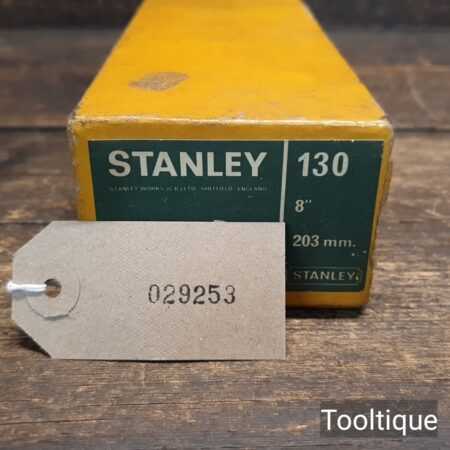 STANLEY 130
STANLEY WORKS (G.B.) LTD. SHEFFIELD, ENGLAND.
8"
203 mm.
STANLEY
029253
Tooltique